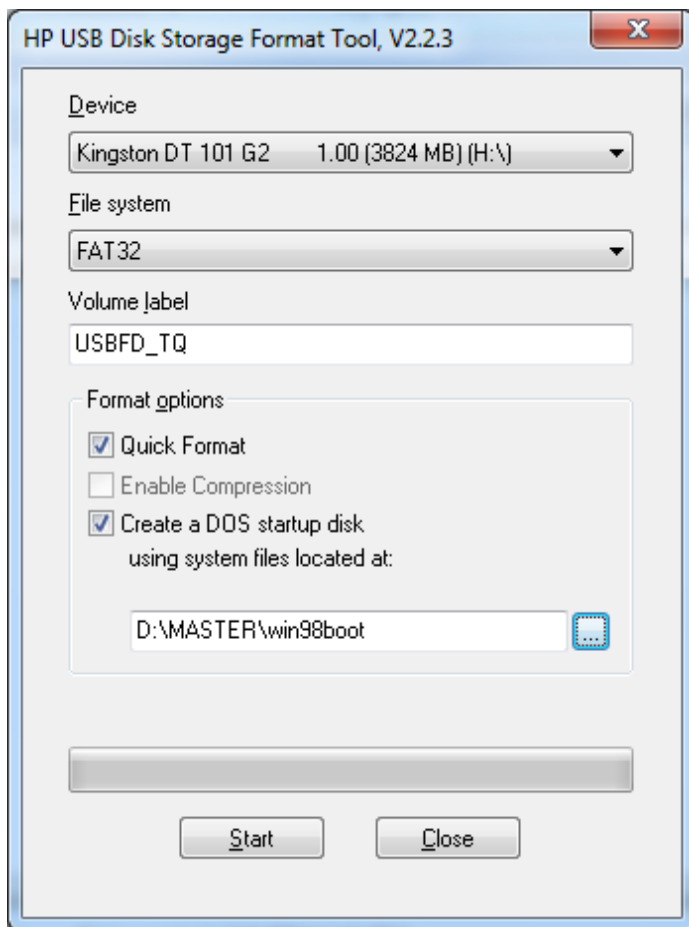 HP USB Disk Storage Format Tool, V2.2.3
Device
Kingston DT 101 G2 1.00 (3824 MB) (H:\)
File system
FAT32
Volume label
USBFD_TQ
Format options
Quick Format
Enable Compression
Create a DOS startup disk
using system files located at:
D:\MASTER\win98boot
...
Start
Close